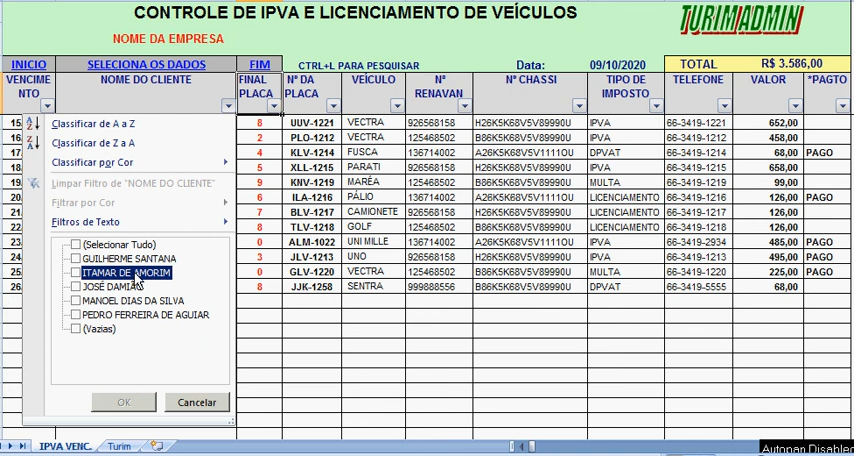 CONTROLE DE IPVA E LICENCIAMENTO DE VEÍCULOS
TURIM/ADMIN
NOME DA EMPRESA
INICIO SELECIONA OS DADOS FIM CTRL+L PARA PESQUISAR Data: 09/10/2020 TOTAL R$ 3.586,00
VENCIME NOME DO CLIENTE FINAL Nº DA VEÍCULO Nº Nº CHASSI TIPO DE TELEFONE VALOR *PAGTO
NTO PLACA PLACA RENAVAN IMPOSTO
15. 8 UUV-1221 VECTRA 926568158 H26K5K68V5V89990U IPVA 66-3419-1221 652,00
16. 2 PLO-1212 VECTRA 125468502 B86K5K68V5V89990U IPVA 66-3419-1212 458,00
4 KLV-1214 FUSCA 136714002 A26K5K68V5V1111OU DPVAT 66-3419-1214 68,00 PAGO
5 XLL-1215 PARATI 926568158 H26K5K68V5V89990U IPVA 66-3419-1215 658,00
9 KNV-1219 MARÊA 125468502 B86K5K68V5V89990U MULTA 66-3419-1219 99,00
6 ILA-1216 PÁLIO 136714002 A26K5K68V5V1111OU LICENCIAMENTO 66-3419-1216 126,00 PAGO
7 BLV-1217 CAMIONETE 926568158 H26K5K68V5V89990U LICENCIAMENTO 66-3419-1217 126,00
8 TLV-1218 GOLF 125468502 B86K5K68V5V89990U LICENCIAMENTO 66-3419-1218 126,00
0 ALM-1022 UNI MILLE 136714002 A26K5K68V5V1111OU IPVA 66-3419-2934 485,00 PAGO
3 JLV-1213 UNO 926568158 H26K5K68V5V89990U IPVA 66-3419-1213 495,00 PAGO
0 GLV-1220 VECTRA 125468502 B86K5K68V5V89990U MULTA 66-3419-1220 225,00 PAGO
8 JJK-1258 SENTRA 999888556 B86K5K68V5V89990U DPVAT 66-3419-5555 68,00
Classificar de A a Z
Classificar de Z a A
Classificar por Cor
Limpar Filtro de "NOME DO CLIENTE"
Filtrar por Cor
Filtros de Texto
(Selecionar Tudo)
GUILHERME SANTANA
ITAMAR DE AMORIM
JOSÉ
MANOEL DIAS DA SILVA
PEDRO FERREIRA DE AGUIAR
(Vazias)
OK Cancelar
IPVA VENC. Turim
Autopan Disabled